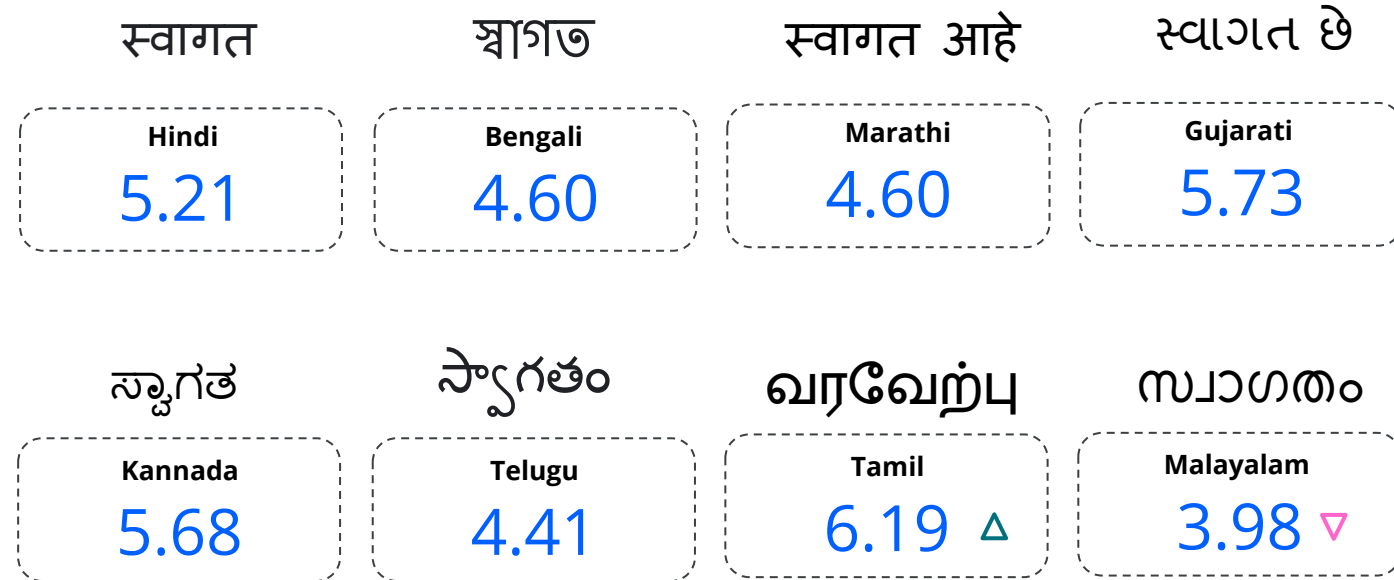 स्वागत
স্বাগত
स्वागत आहे
સ્વાગત છે
Hindi
Bengali
Marathi
Gujarati
5.21
4.60
4.60
5.73
ಸ್ವಾಗತ
స్వాగతం
வரவேற்பு
സ്വാഗതം
Kannada
Telugu
Tamil
Malayalam
5.68
4.41
6.19 △
3.98 ▽